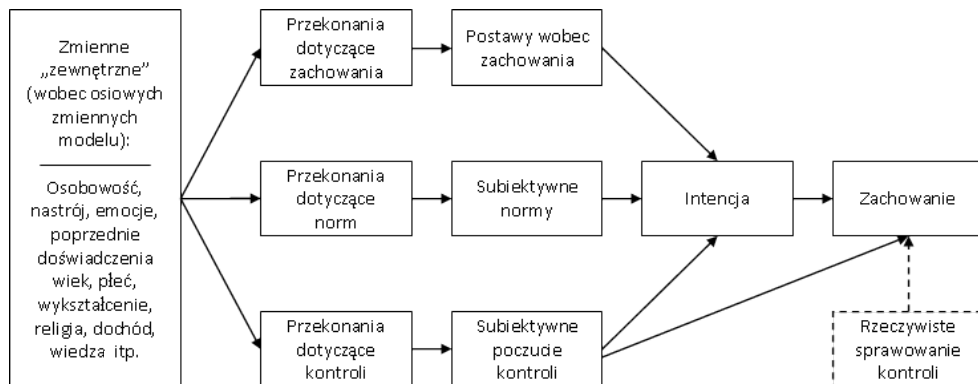 Zmienne
„zewnętrzne”
(wobec osiowych
zmiennych
modelu):
Osobowość,
nastrój, emocje,
poprzednie
doświadczenia
wiek, płeć,
wykształcenie,
religia, dochód,
wiedza itp.
Przekonania
dotyczące
zachowania
Postawy wobec
zachowania
Przekonania
dotyczące
norm
Subiektywne
normy
Intencja
Zachowanie
Przekonania
dotyczące
kontroli
Subiektywne
poczucie
kontroli
Rzeczywiste
sprawowanie
kontroli